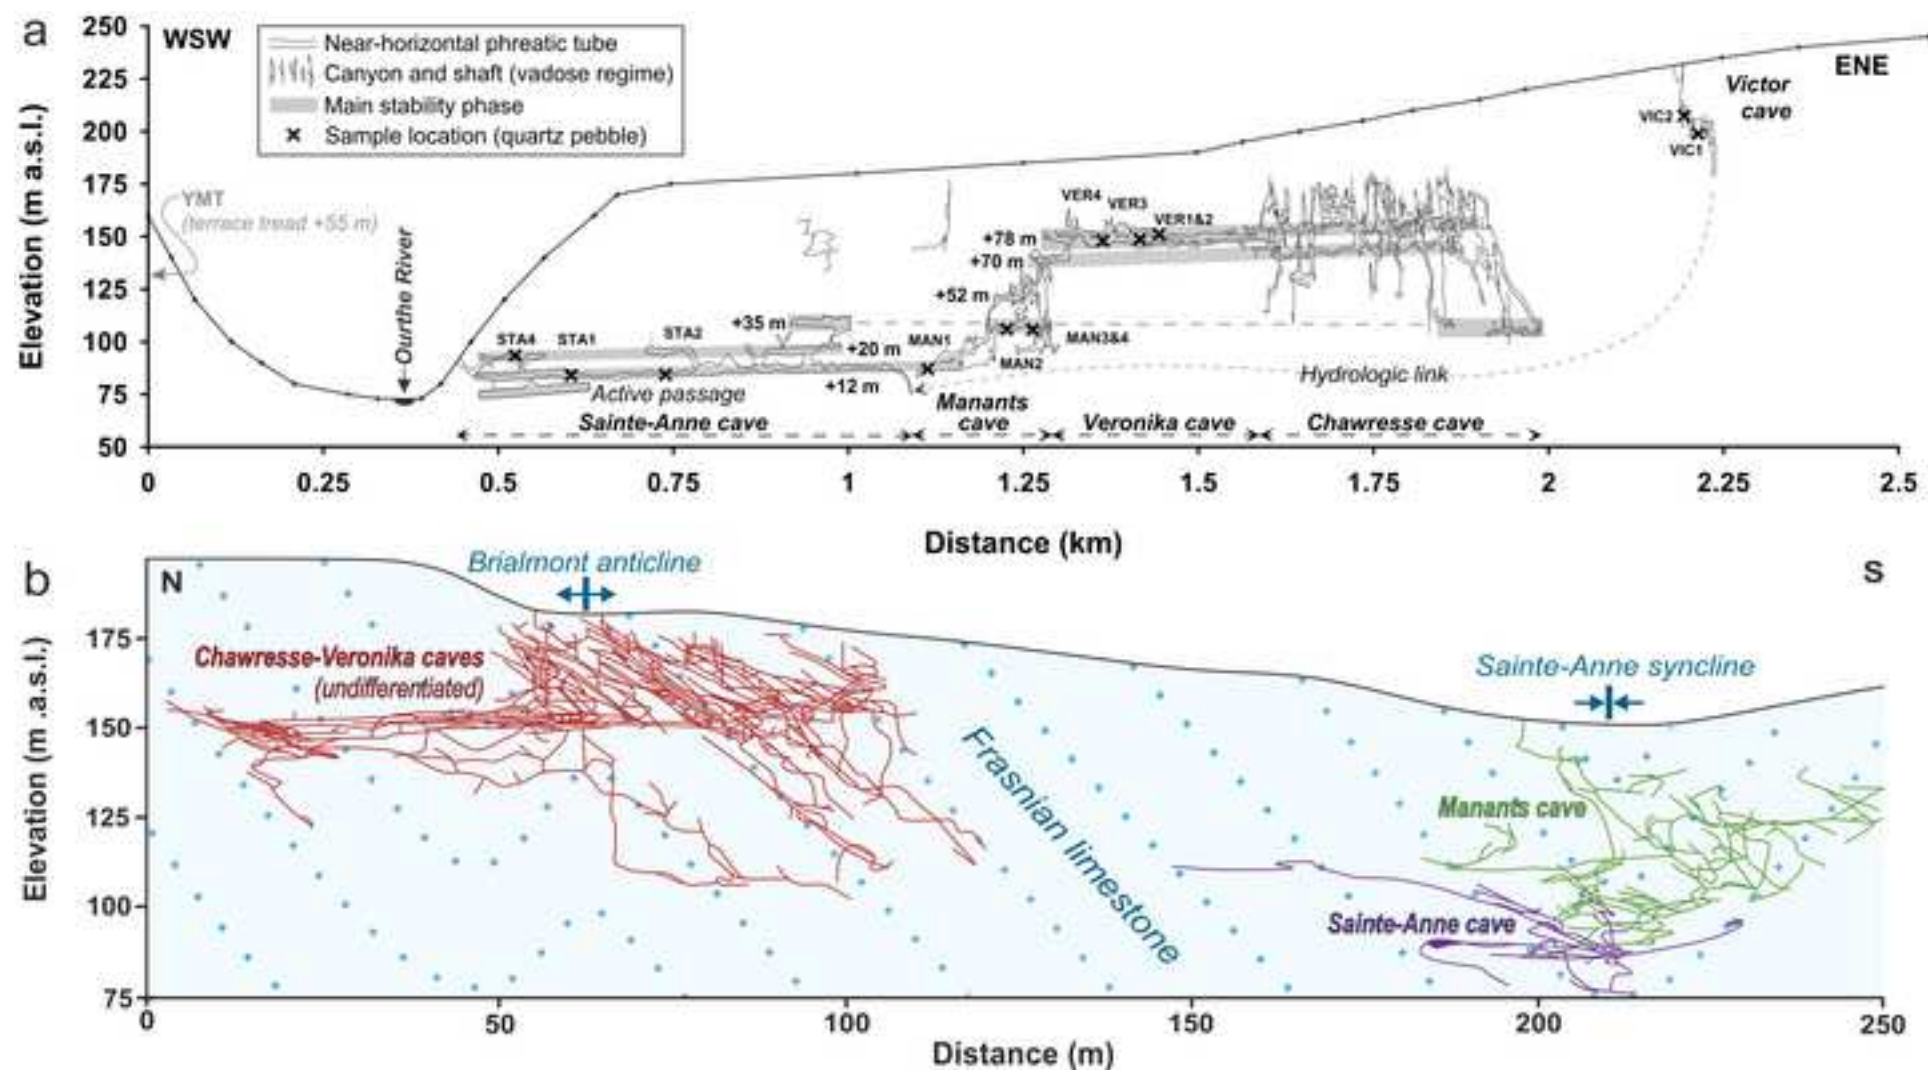 a
250
225
200
175
150
125
100
75
50
Elevation (m a.s.l.)
WSW
ENE
Near-horizontal phreatic tube
Canyon and shaft (vadose regime)
Main stability phase
Sample location (quartz pebble)
YMT
(terrace tread +55 m)
Ourthe River
Victor
cave
VIC2
VIC1
VER4
VER3
VER1&2
+78 m
+70 m
+52 m
+35 m
+20 m
+12 m
STA4
STA1
STA2
MAN1
MAN2
MAN3&4
Active passage
Hydrologic link
Sainte-Anne cave
Manants
cave
Veronika cave
Chawresse cave
0
0.25
0.5
0.75
1
1.25
1.5
1.75
2
2.25
2.5
Distance (km)
b
N
S
Brialmont anticline
Sainte-Anne syncline
Chawresse-Veronika caves
(undifferentiated)
Frasnian limestone
Manants cave
Sainte-Anne cave
175
150
125
100
75
Elevation (m .a.s.l.)
0
50
100
150
200
250
Distance (m)